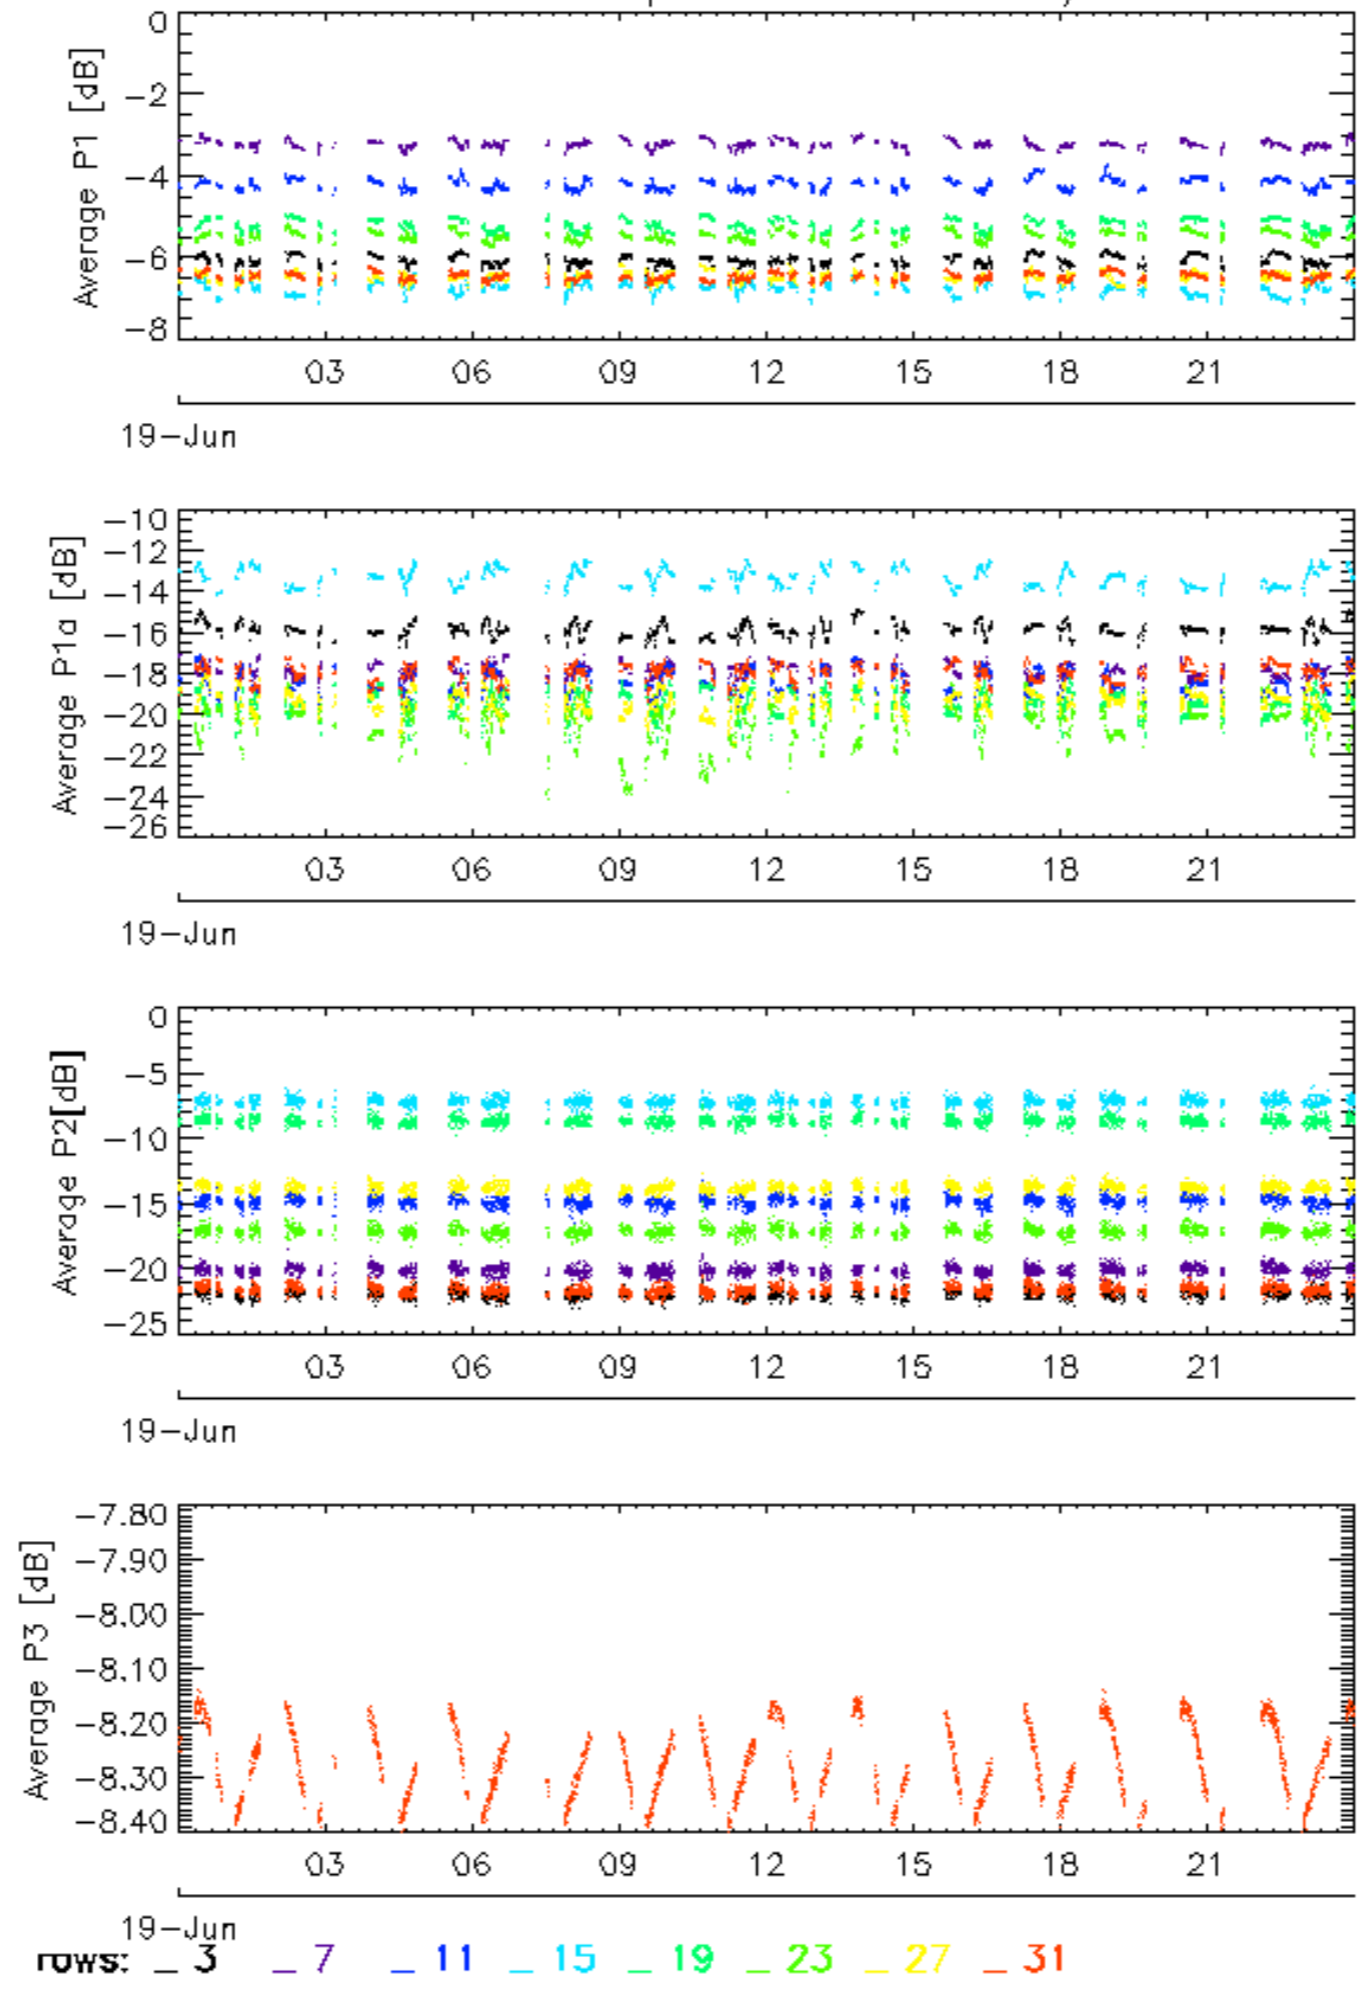 Average P1 [dB]
0
-2
-4
-6
-8
03 06 09 12 15 18 21
19-Jun
Average P1a [dB]
-10
-12
-14
-16
-18
-20
-22
-24
-26
03 06 09 12 15 18 21
19-Jun
Average P2[dB]
0
-5
-10
-15
-20
-25
03 06 09 12 15 18 21
19-Jun
Average P3 [dB]
-7.80
-7.90
-8.00
-8.10
-8.20
-8.30
-8.40
03 06 09 12 15 18 21
19-Jun
rows: _ 3 _ 7 _ 11 _ 15 _ 19 _ 23 _ 27 _ 31